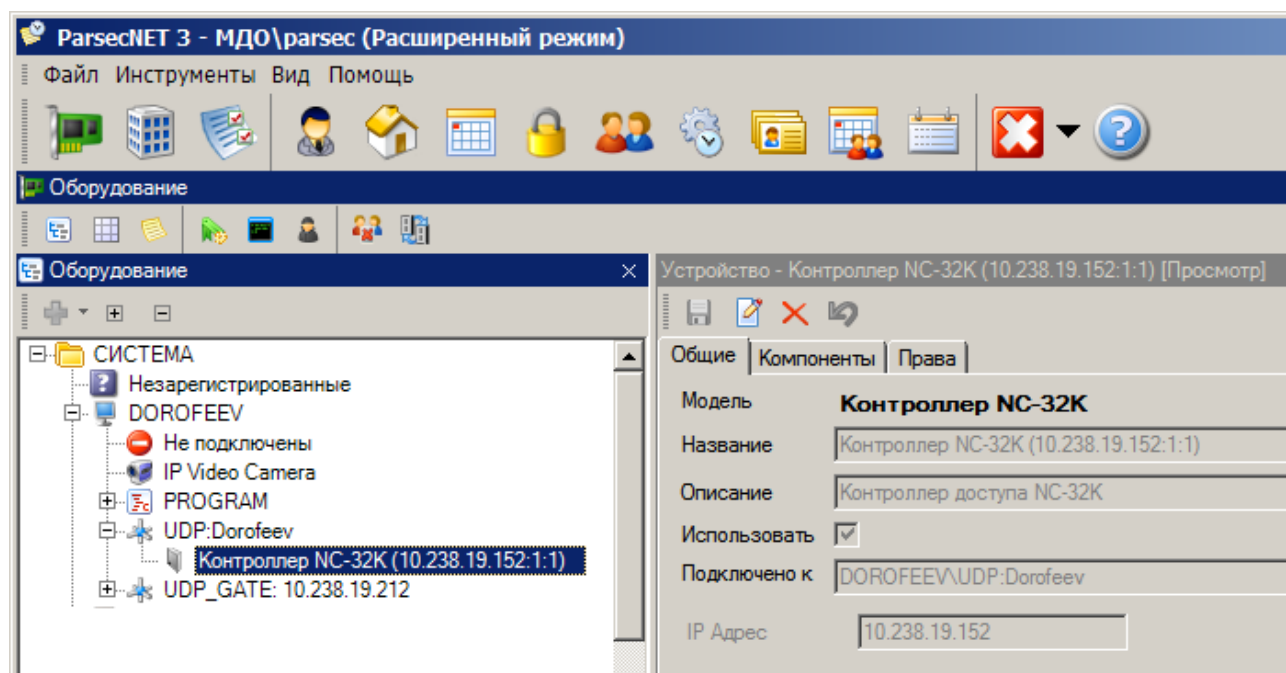 ParsecNET 3 - МДО\parsec (Расширенный режим)
Файл Инструменты Вид Помощь
Оборудование
Оборудование
СИСТЕМА
Незарегистрированные
DOROFEEV
Не подключены
IP Video Camera
PROGRAM
UDP:Dorofeev
Контроллер NC-32K (10.238.19.152:1:1)
UDP_GATE: 10.238.19.212
Устройство - Контроллер NC-32K (10.238.19.152:1:1) [Просмотр]
Общие Компоненты Права
Модель Контроллер NC-32K
Название Контроллер NC-32K (10.238.19.152:1:1)
Описание Контроллер доступа NC-32K
Использовать
Подключено к DOROFEEV\UDP:Dorofeev
IP Адрес 10.238.19.152